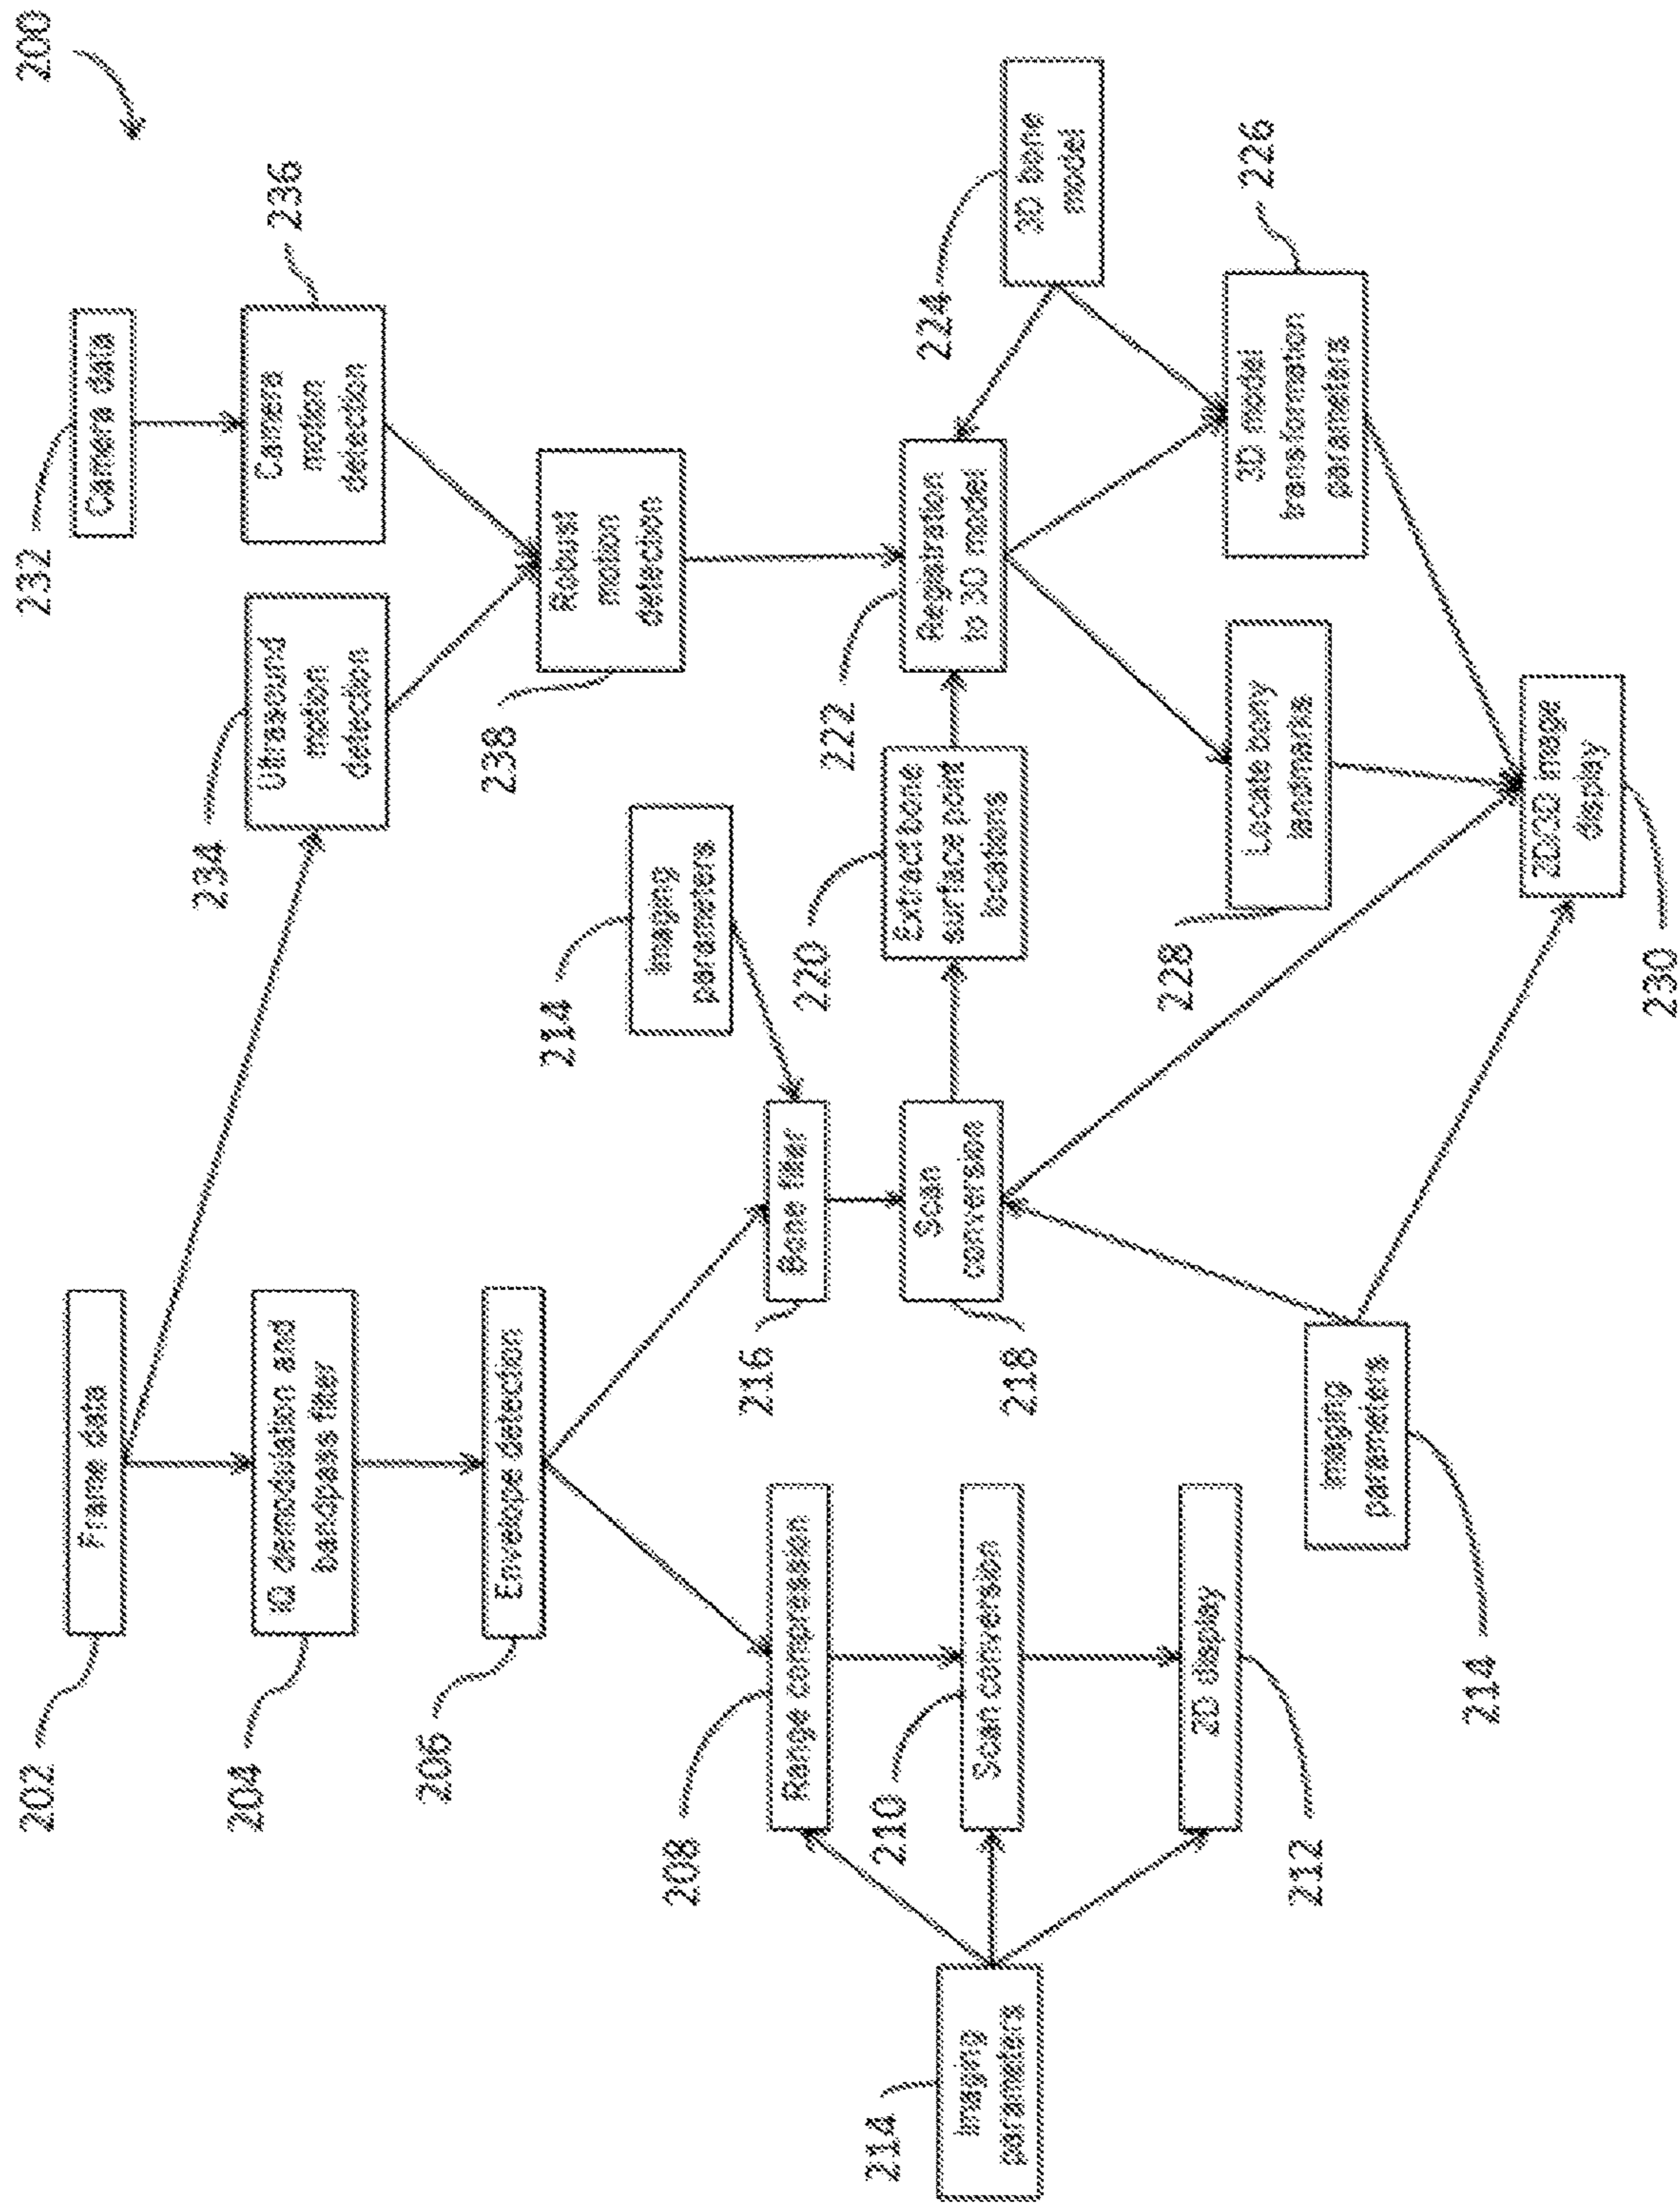 200
232
Camera data
236
Camera
motion
detection
234
Ultrasound
motion
detection
238
Robust
motion
detection
202
Frame data
204
IQ demodulation and
bandpass filter
206
Envelope detection
214
Imaging
parameters
216
Bone filter
208
Range compression
218
Scan
conversion
220
Extract bone
surface point
locations
222
Registration
to 3D model
224
3D bone
model
210
Scan conversion
214
Imaging
parameters
212
2D display
228
Locate bony
landmarks
226
3D model
transformation
parameters
214
Imaging
parameters
230
2D/3D image
display